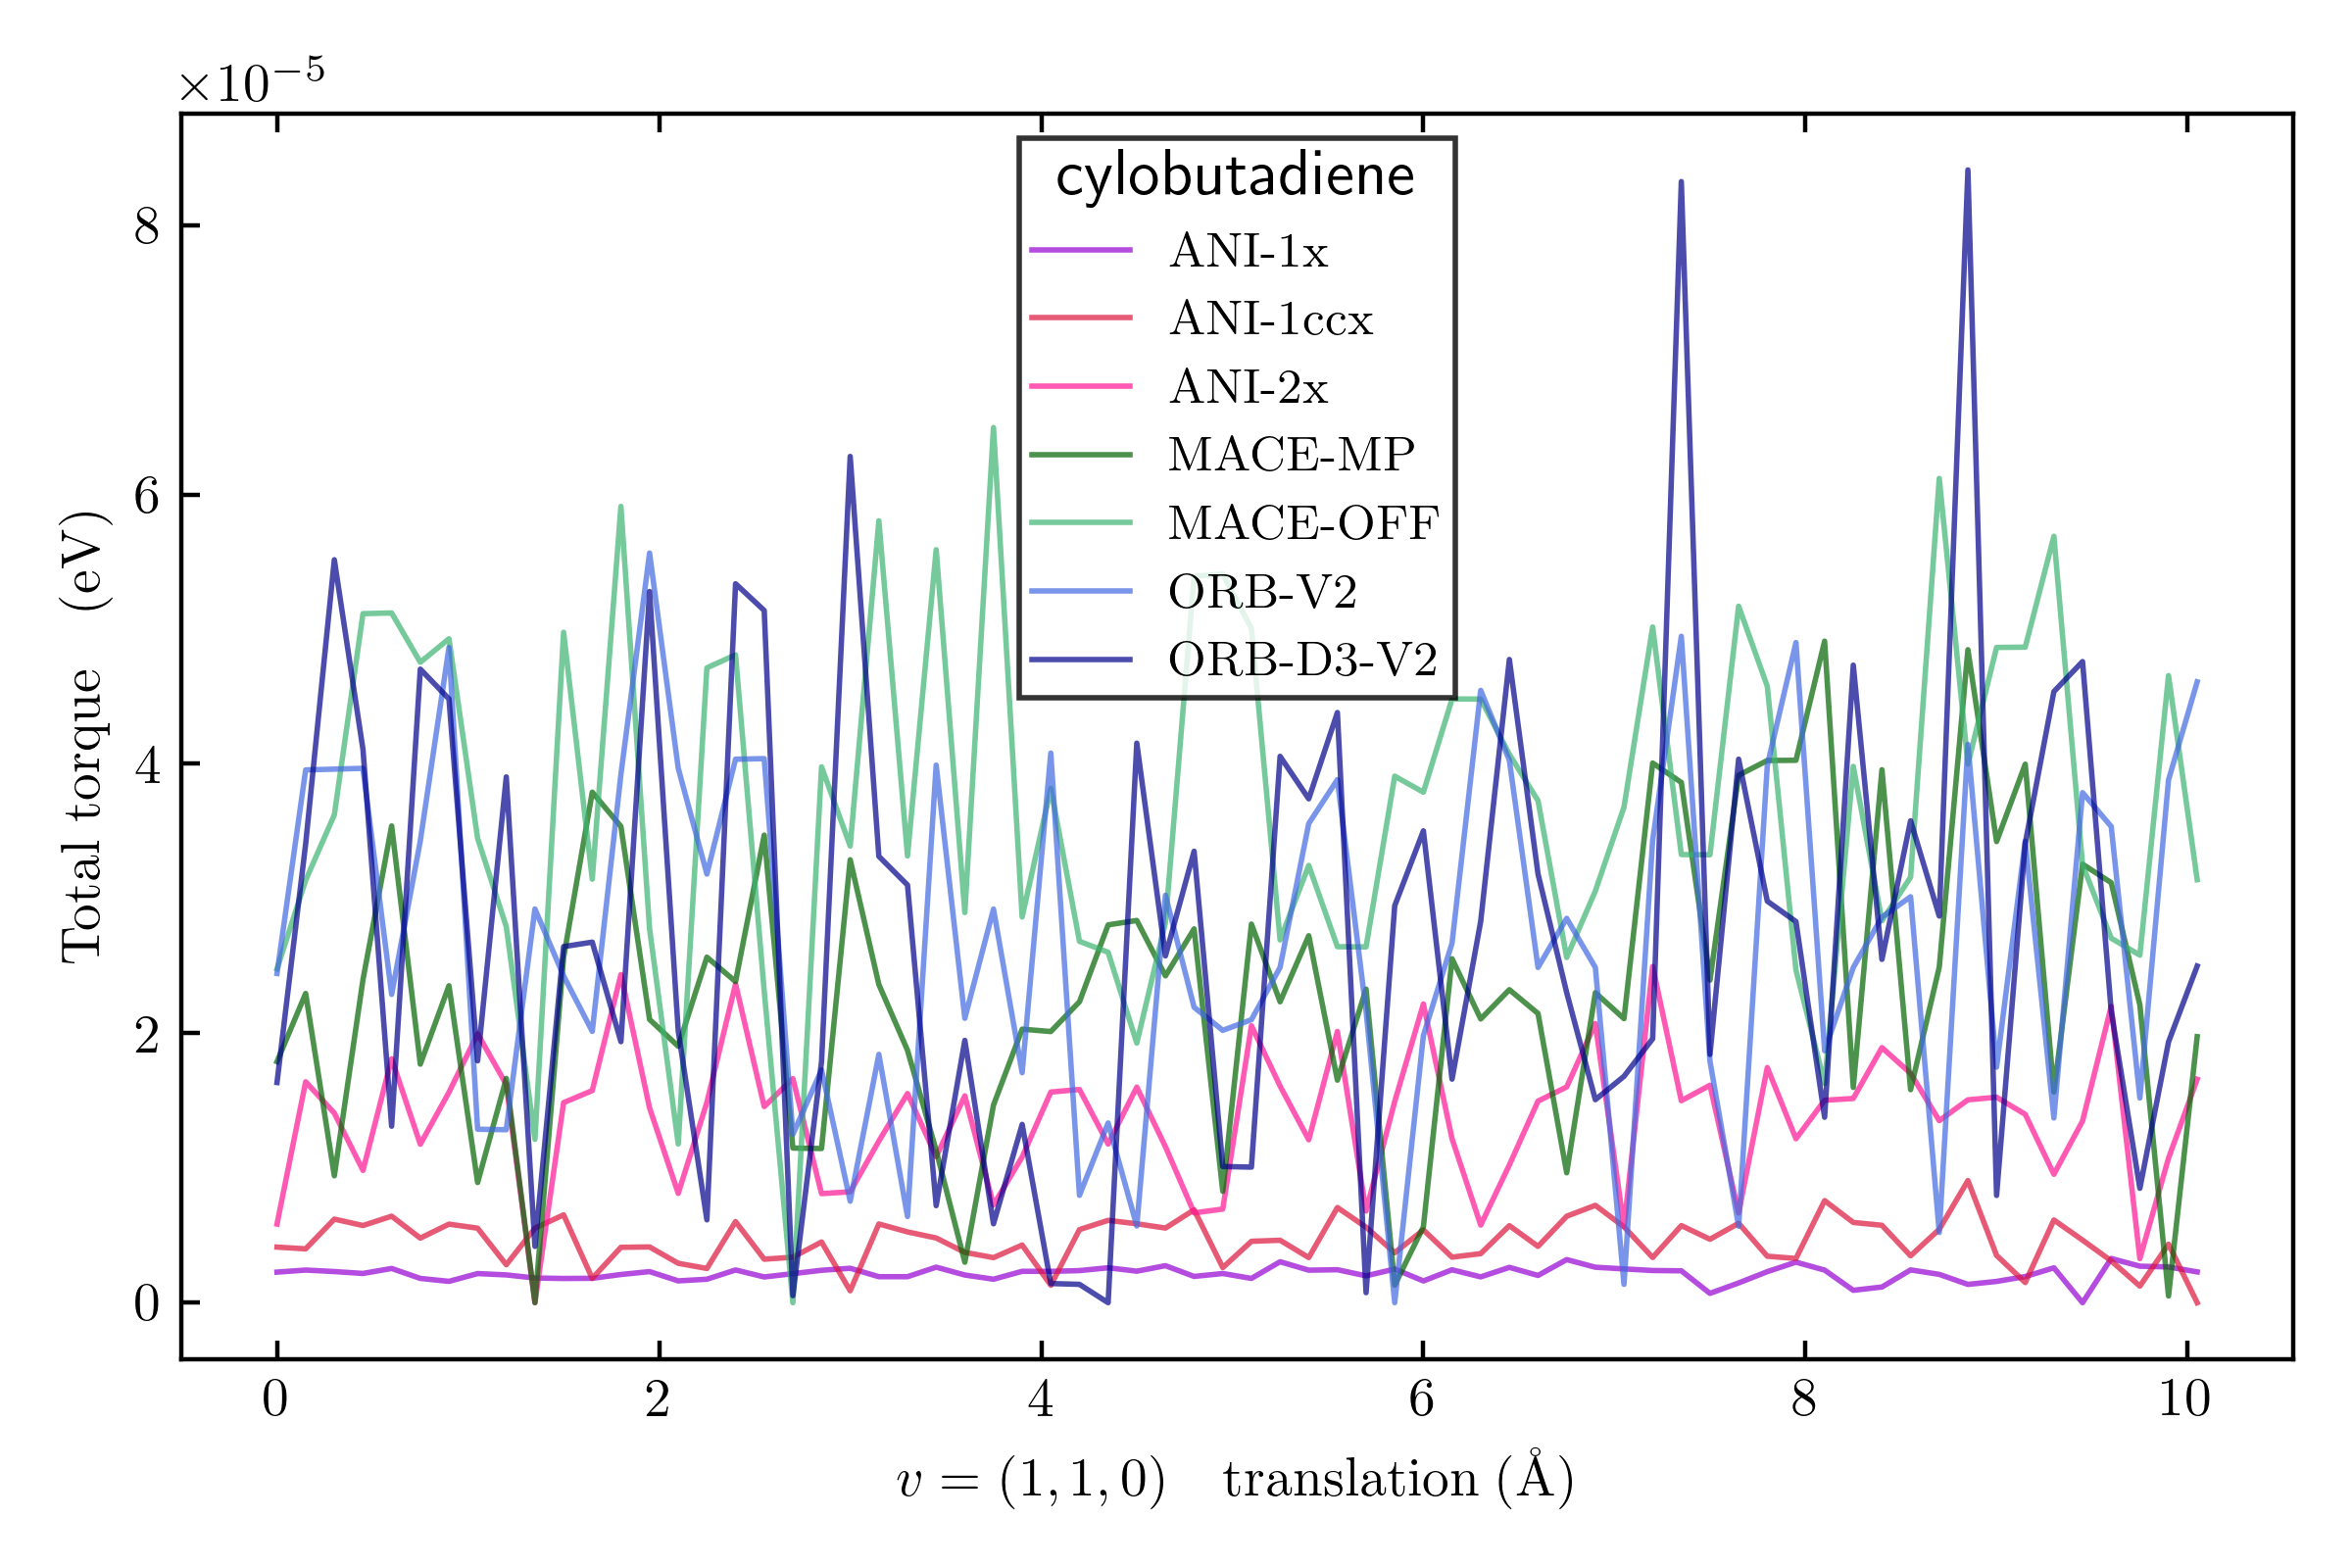 ×10⁻⁵
Total torque (eV)
8
6
4
2
0
cylobutadiene
ANI-1x
ANI-1ccx
ANI-2x
MACE-MP
MACE-OFF
ORB-V2
ORB-D3-V2
0 2 4 6 8 10
v = (1, 1, 0) translation (Å)